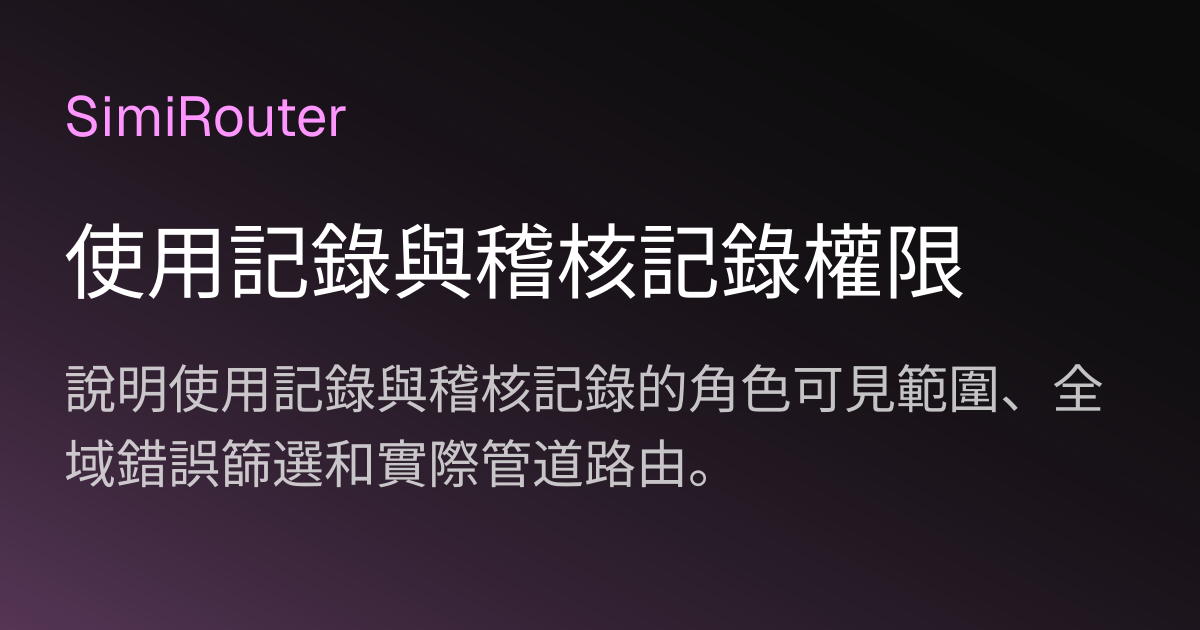 SimiRouter
使用記錄與稽核記錄權限
說明使用記錄與稽核記錄的角色可見範圍、全
域錯誤篩選和實際管道路由。